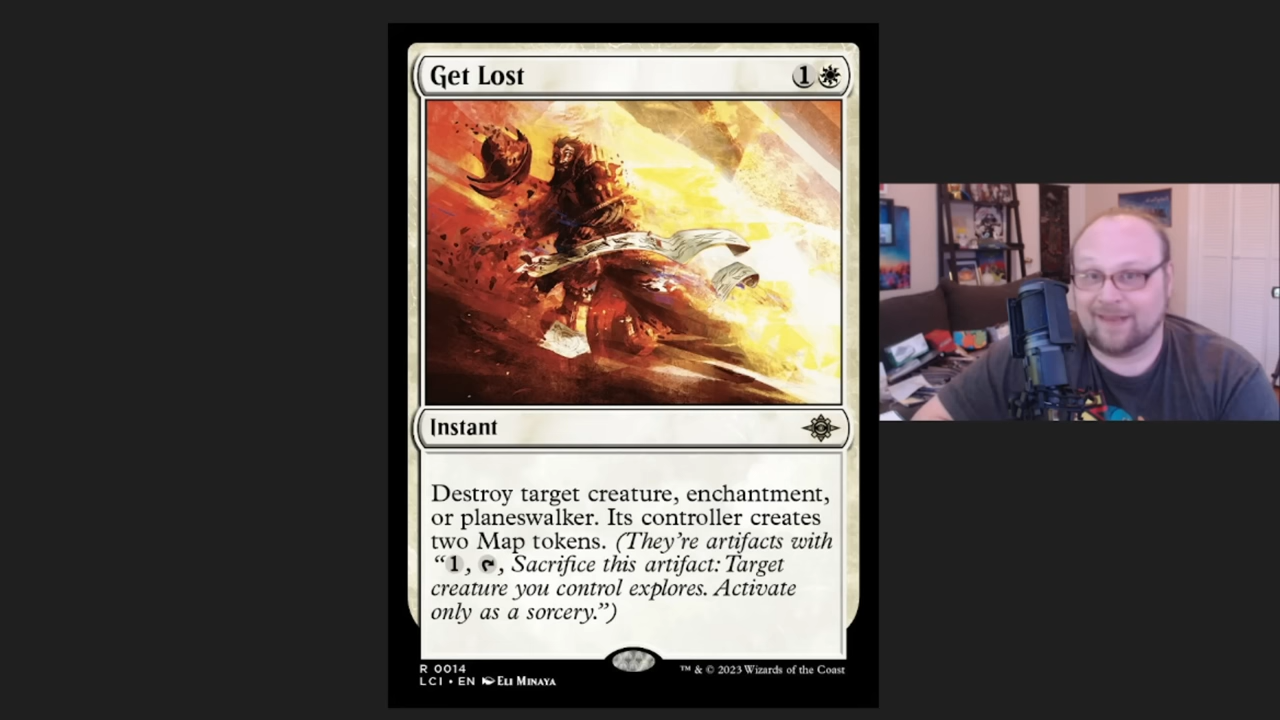 Get Lost 1
Instant
Destroy target creature, enchantment,
or planeswalker. Its controller creates
two Map tokens. (They're artifacts with
“1, , Sacrifice this artifact: Target
creature you control explores. Activate
only as a sorcery.”)
R 0014
LCI • EN ELI MINAYA
™ & © 2023 Wizards of the Coast